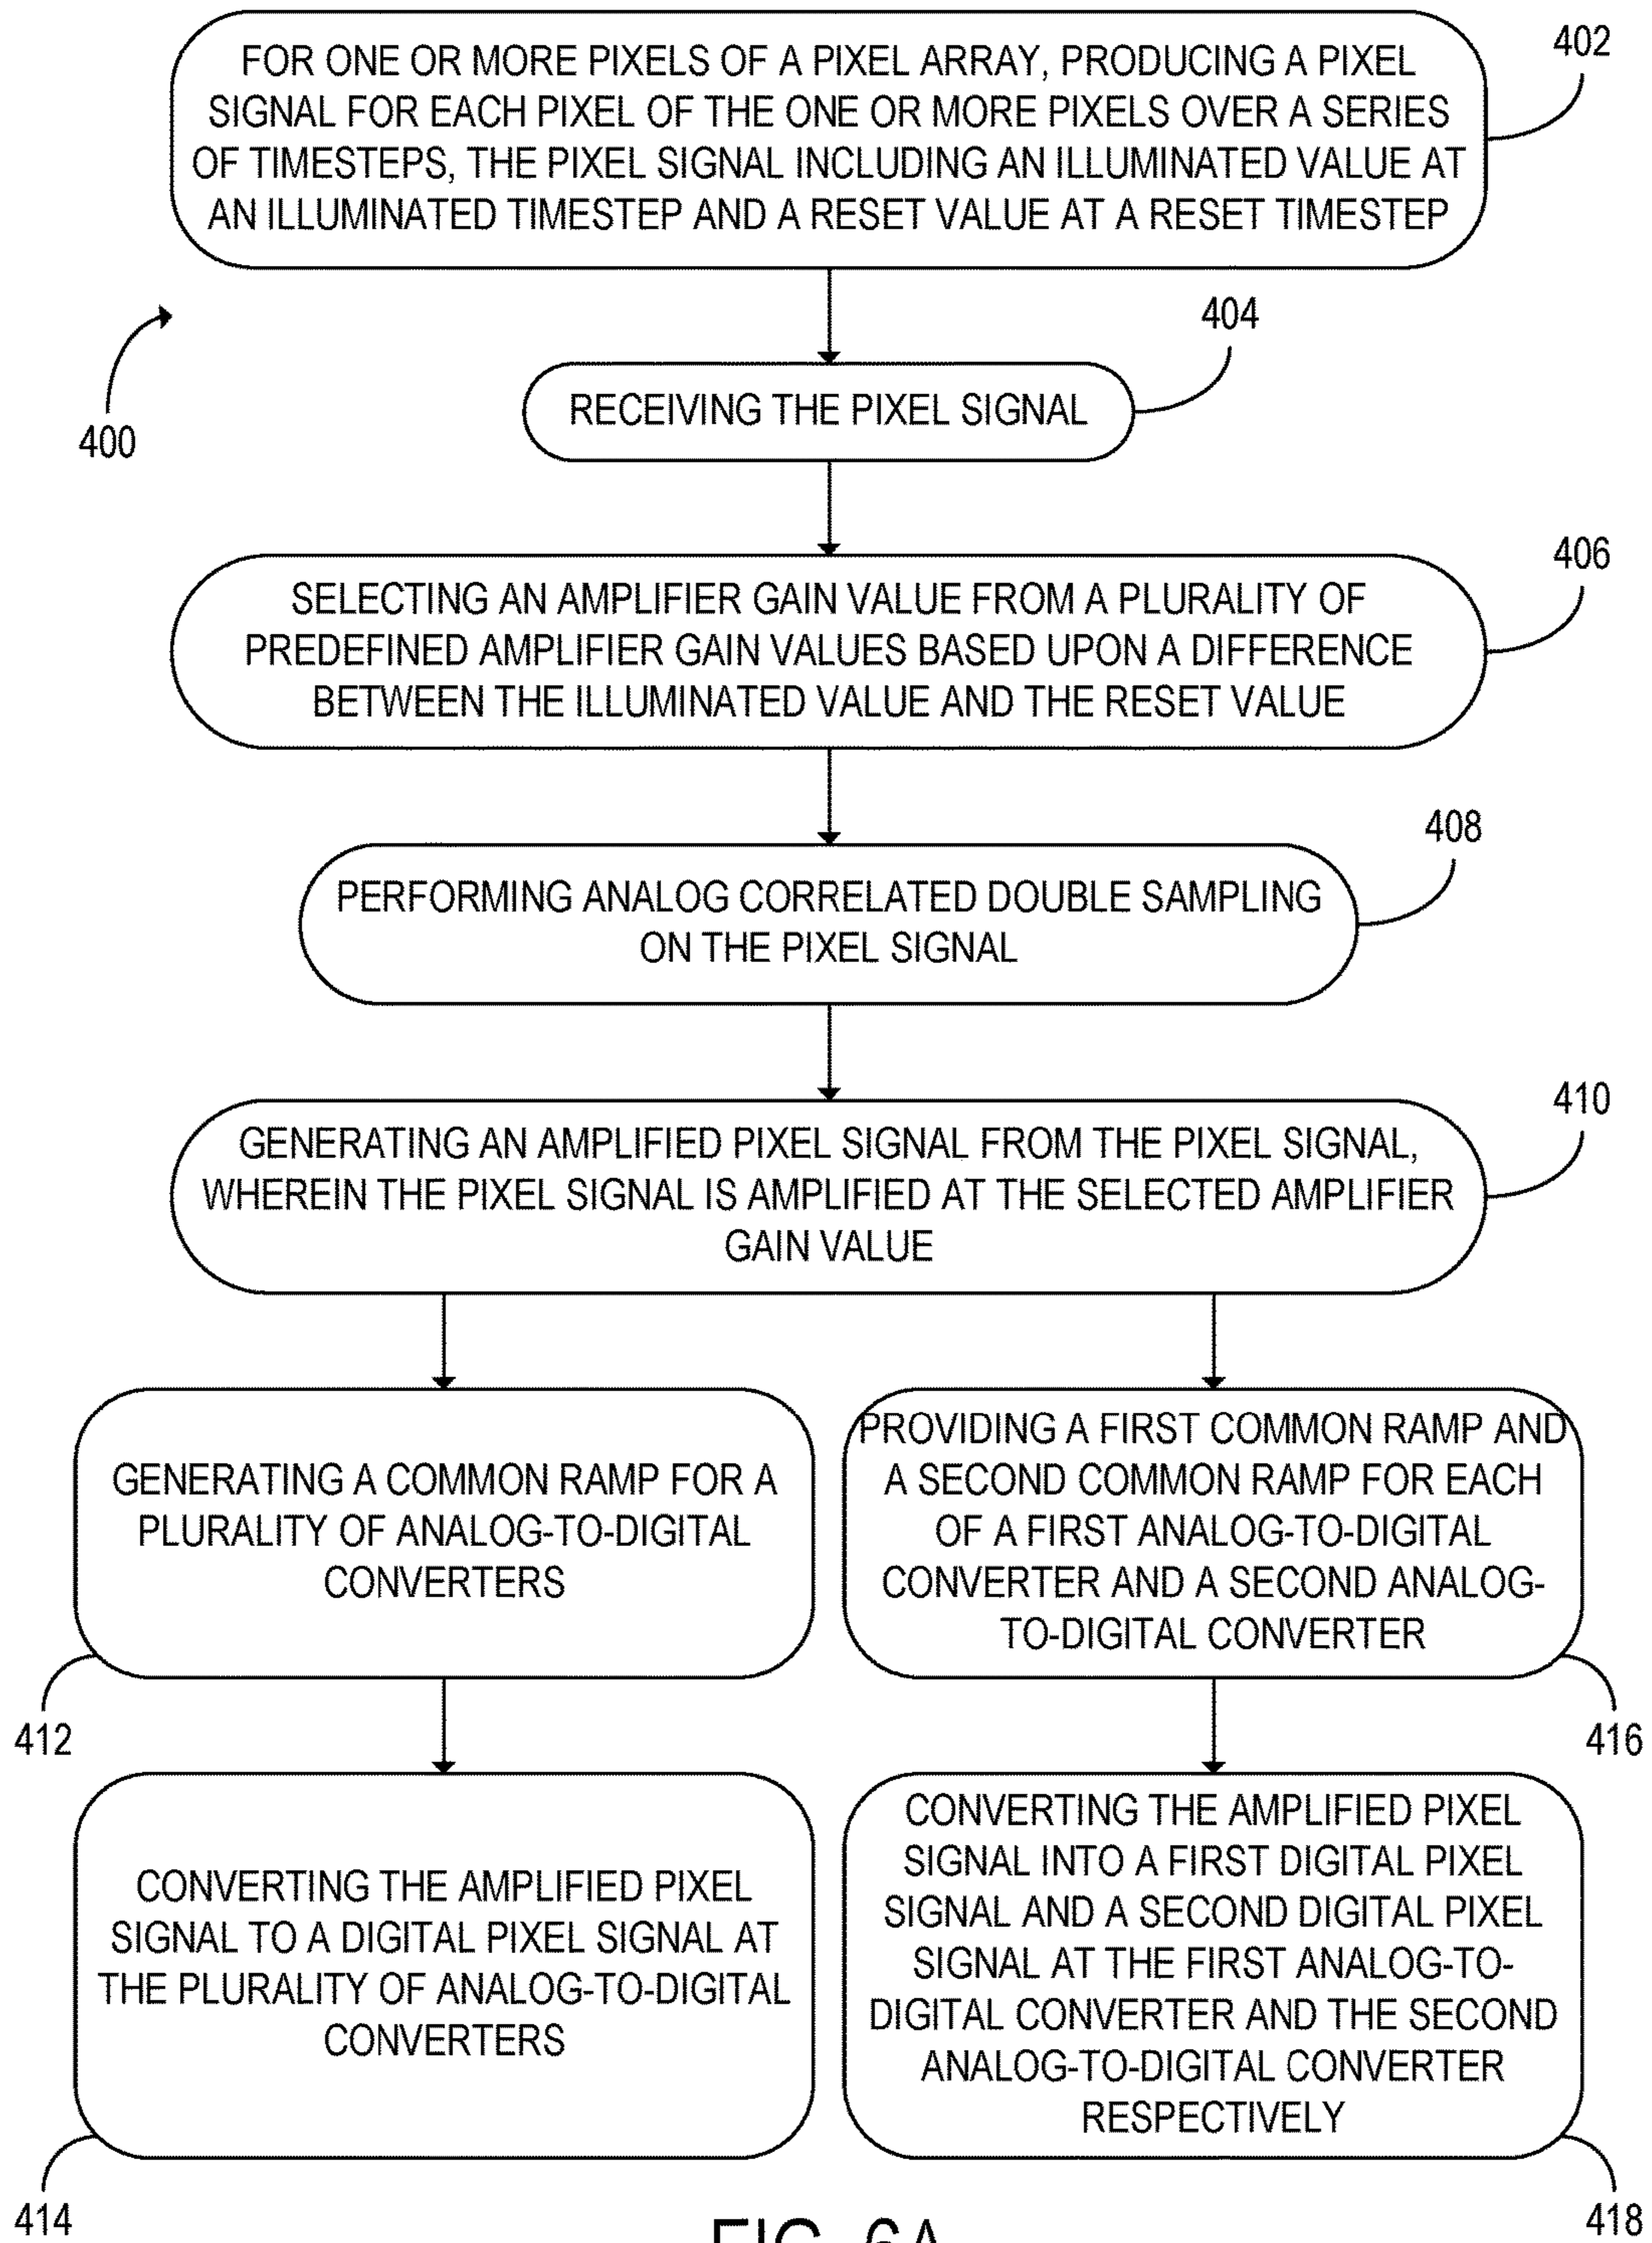 FOR ONE OR MORE PIXELS OF A PIXEL ARRAY, PRODUCING A PIXEL
SIGNAL FOR EACH PIXEL OF THE ONE OR MORE PIXELS OVER A SERIES
OF TIMESTEPS, THE PIXEL SIGNAL INCLUDING AN ILLUMINATED VALUE AT
AN ILLUMINATED TIMESTEP AND A RESET VALUE AT A RESET TIMESTEP
402
400
404
RECEIVING THE PIXEL SIGNAL
406
SELECTING AN AMPLIFIER GAIN VALUE FROM A PLURALITY OF
PREDEFINED AMPLIFIER GAIN VALUES BASED UPON A DIFFERENCE
BETWEEN THE ILLUMINATED VALUE AND THE RESET VALUE
408
PERFORMING ANALOG CORRELATED DOUBLE SAMPLING
ON THE PIXEL SIGNAL
410
GENERATING AN AMPLIFIED PIXEL SIGNAL FROM THE PIXEL SIGNAL,
WHEREIN THE PIXEL SIGNAL IS AMPLIFIED AT THE SELECTED AMPLIFIER
GAIN VALUE
GENERATING A COMMON RAMP FOR A
PLURALITY OF ANALOG-TO-DIGITAL
CONVERTERS
412
PROVIDING A FIRST COMMON RAMP AND
A SECOND COMMON RAMP FOR EACH
OF A FIRST ANALOG-TO-DIGITAL
CONVERTER AND A SECOND ANALOG-
TO-DIGITAL CONVERTER
416
CONVERTING THE AMPLIFIED PIXEL
SIGNAL TO A DIGITAL PIXEL SIGNAL AT
THE PLURALITY OF ANALOG-TO-DIGITAL
CONVERTERS
414
CONVERTING THE AMPLIFIED PIXEL
SIGNAL INTO A FIRST DIGITAL PIXEL
SIGNAL AND A SECOND DIGITAL PIXEL
SIGNAL AT THE FIRST ANALOG-TO-
DIGITAL CONVERTER AND THE SECOND
ANALOG-TO-DIGITAL CONVERTER
RESPECTIVELY
418
FIG. 6A